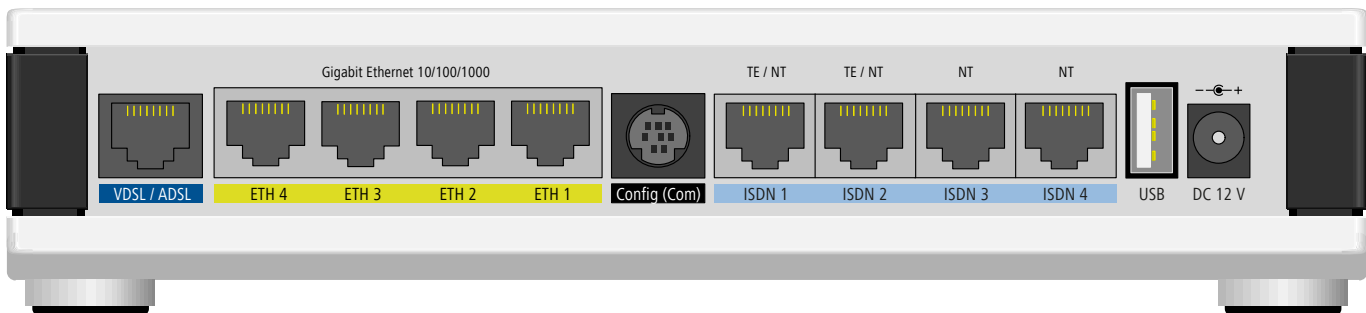 Gigabit Ethernet 10/100/1000 TE / NT TE / NT NT NT
– +
VDSL / ADSL ETH 4 ETH 3 ETH 2 ETH 1 Config (Com) ISDN 1 ISDN 2 ISDN 3 ISDN 4 USB DC 12 V